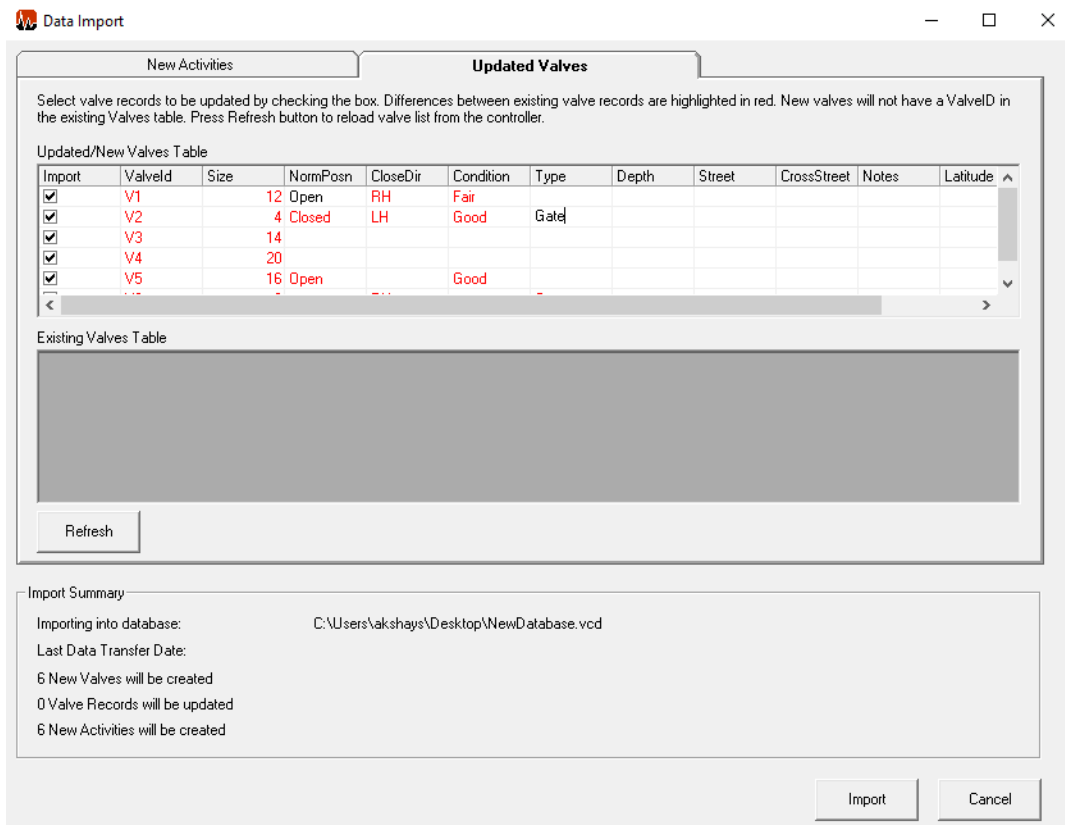 Data Import
New Activities Updated Valves
Select valve records to be updated by checking the box. Differences between existing valve records are highlighted in red. New valves will not have a ValveID in
the existing Valves table. Press Refresh button to reload valve list from the controller.
Updated/New Valves Table
Import ValveId Size NormPosn CloseDir Condition Type Depth Street CrossStreet Notes Latitude
V1 12 Open RH Fair
V2 4 Closed LH Good Gate
V3 14
V4 20
V5 16 Open Good
Existing Valves Table
Refresh
Import Summary
Importing into database: C:\Users\akshays\Desktop\NewDatabase.vcd
Last Data Transfer Date:
6 New Valves will be created
0 Valve Records will be updated
6 New Activities will be created
Import Cancel